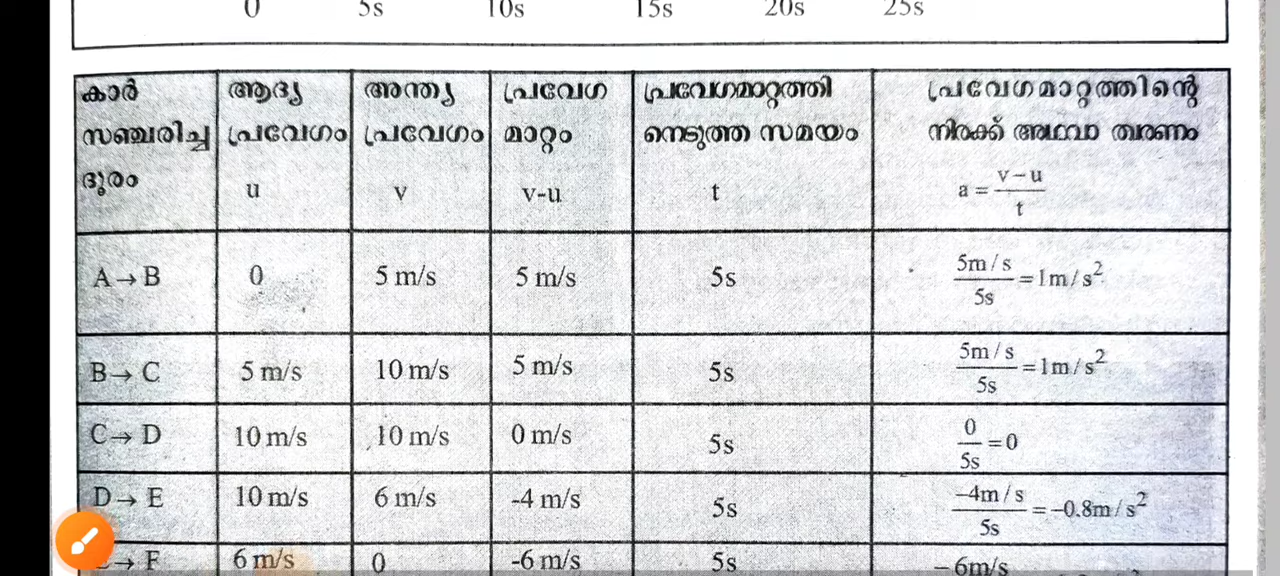 0 5s 10s 15s 20s 25s
കാർ സഞ്ചരിച്ച ദൂരം
ആദ്യ പ്രവേഗം u
അന്ത്യ പ്രവേഗം v
പ്രവേഗ മാറ്റം v-u
പ്രവേഗമാറ്റത്തി നെടുത്ത സമയം t
പ്രവേഗമാറ്റത്തിന്റെ നിരക്ക് അഥവാ ത്വരണം a = v-u / t
A→B 0 5 m/s 5 m/s 5s 5m/s / 5s = 1m/s²
B→C 5 m/s 10 m/s 5 m/s 5s 5m/s / 5s = 1m/s²
C→D 10 m/s 10 m/s 0 m/s 5s 0 / 5s = 0
D→E 10 m/s 6 m/s -4 m/s 5s -4m/s / 5s = -0.8m/s²
→F 6 m/s 0 -6 m/s 5s -6m/s